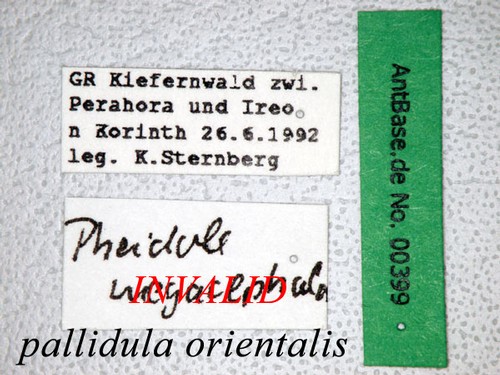 GR Kiefernwald zwi.
Perahora und Ireo
n Korinth 26.6.1992
leg. K.Sternberg
Pheidole
megacephala
INVALID
pallidula orientalis
AntBase.de No. 00399